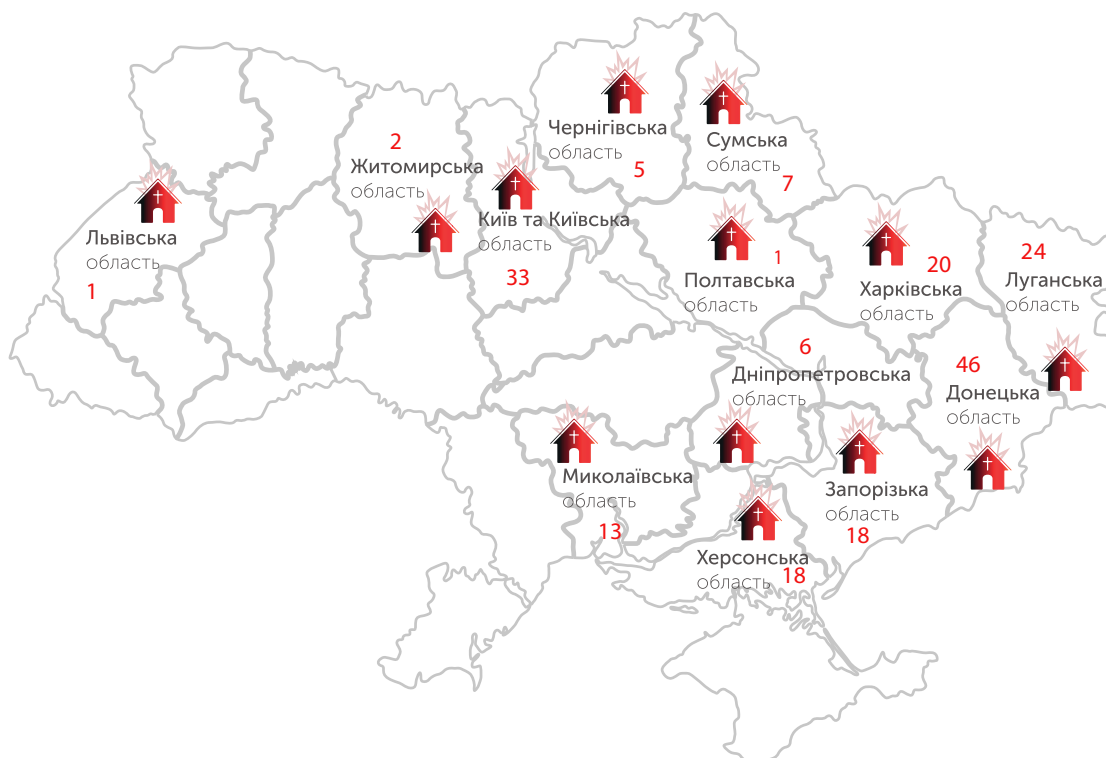 Чернігівська
область
5
Сумська
область
7
2
Житомирська
область
Київ та Київська
область
33
Львівська
область
1
1
Полтавська
область
20
Харківська
область
24
Луганська
область
6
Дніпропетровська
область
46
Донецька
область
Миколаївська
область
13
Запорізька
область
18
Херсонська
область
18